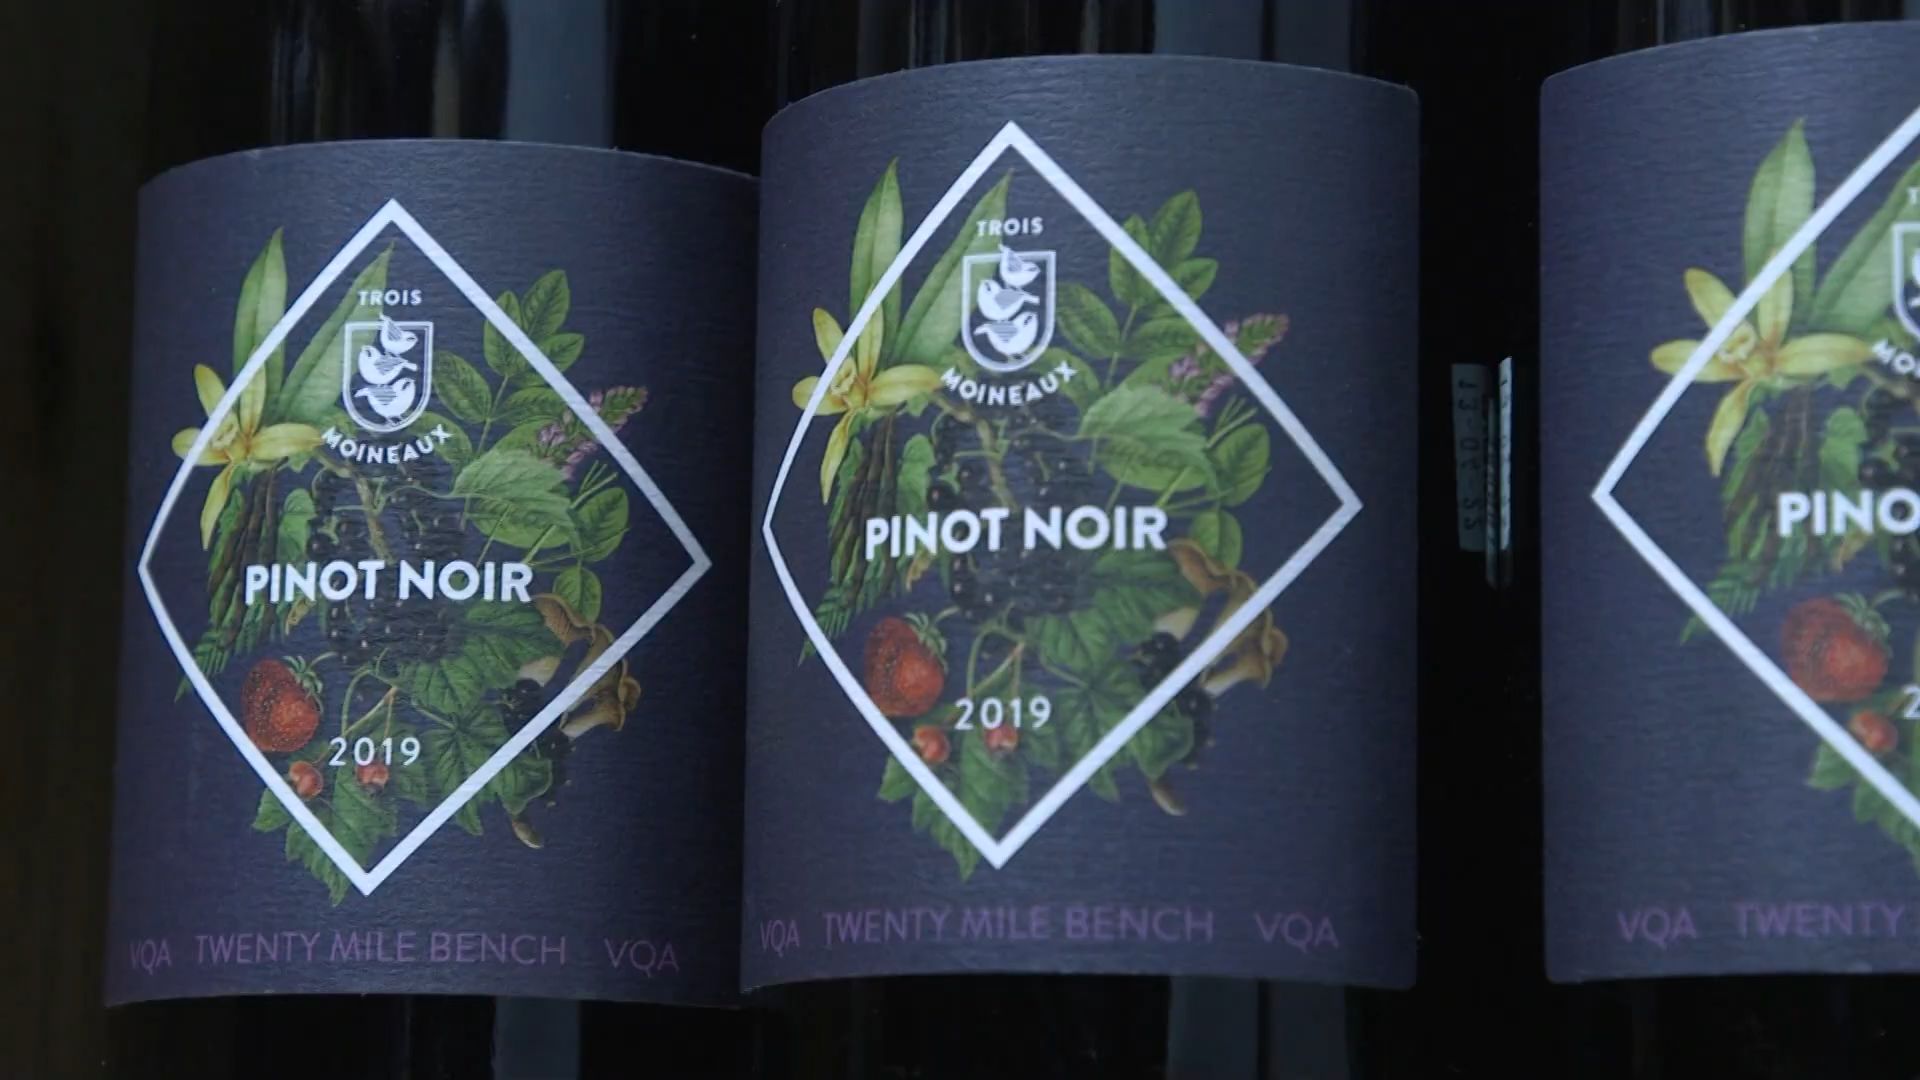 TROIS
MOINEAUX
PINOT NOIR
2019
VQA TWENTY MILE BENCH VQA
TROIS
MOINEAUX
PINOT NOIR
2019
VQA TWENTY MILE BENCH VQA
PINO
VQA TWENTY